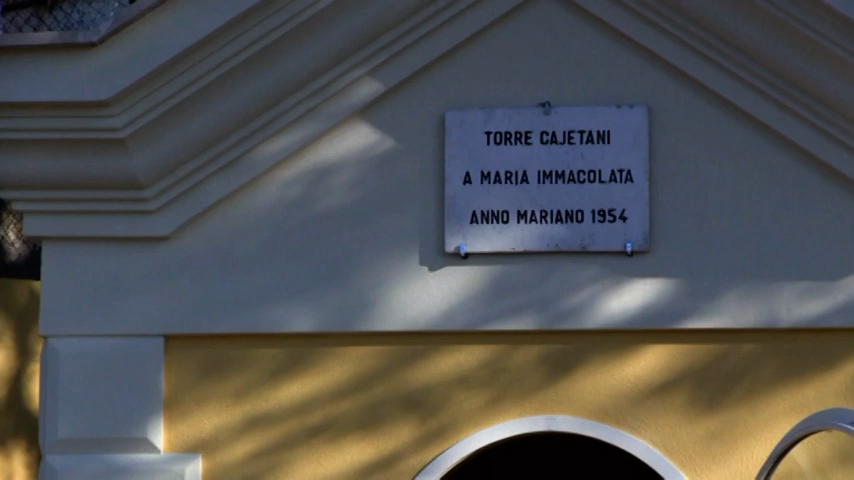 TORRE CAJETANI
A MARIA IMMACOLATA
ANNO MARIANO 1954